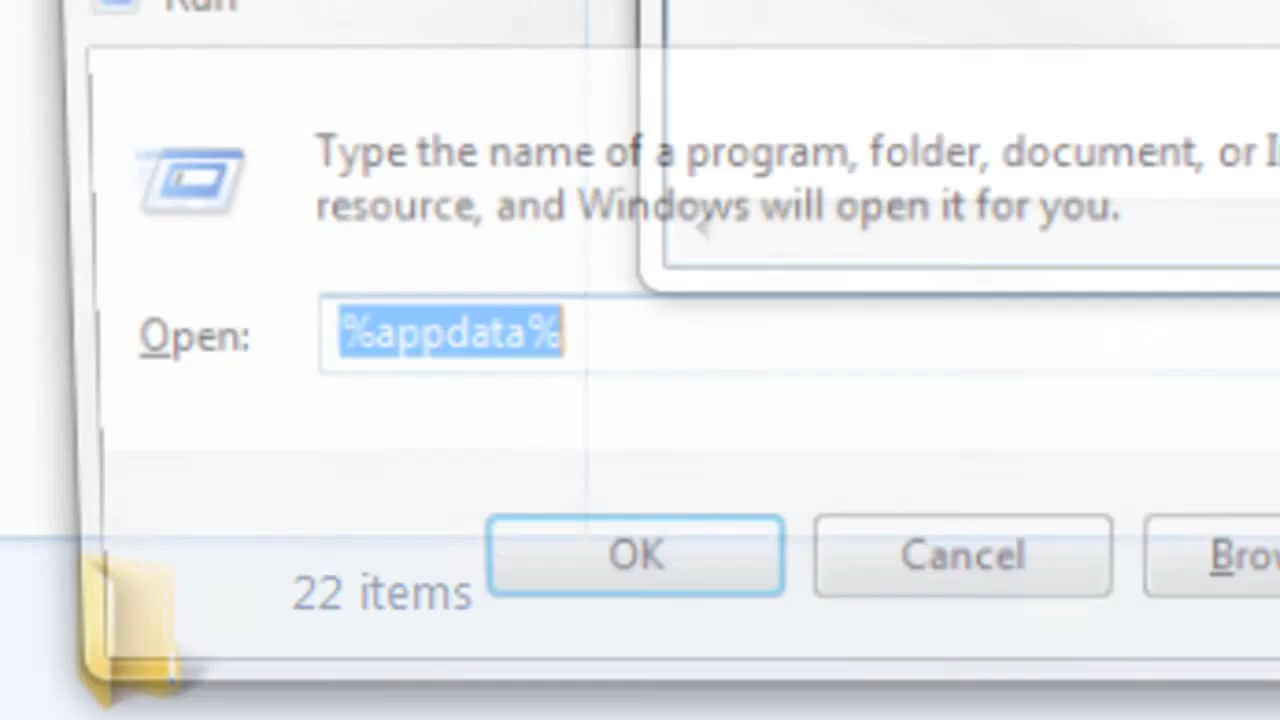 Run
Type the name of a program, folder, document, or
resource, and Windows will open it for you.
Open:
%appdata%
OK
Cancel
22 items